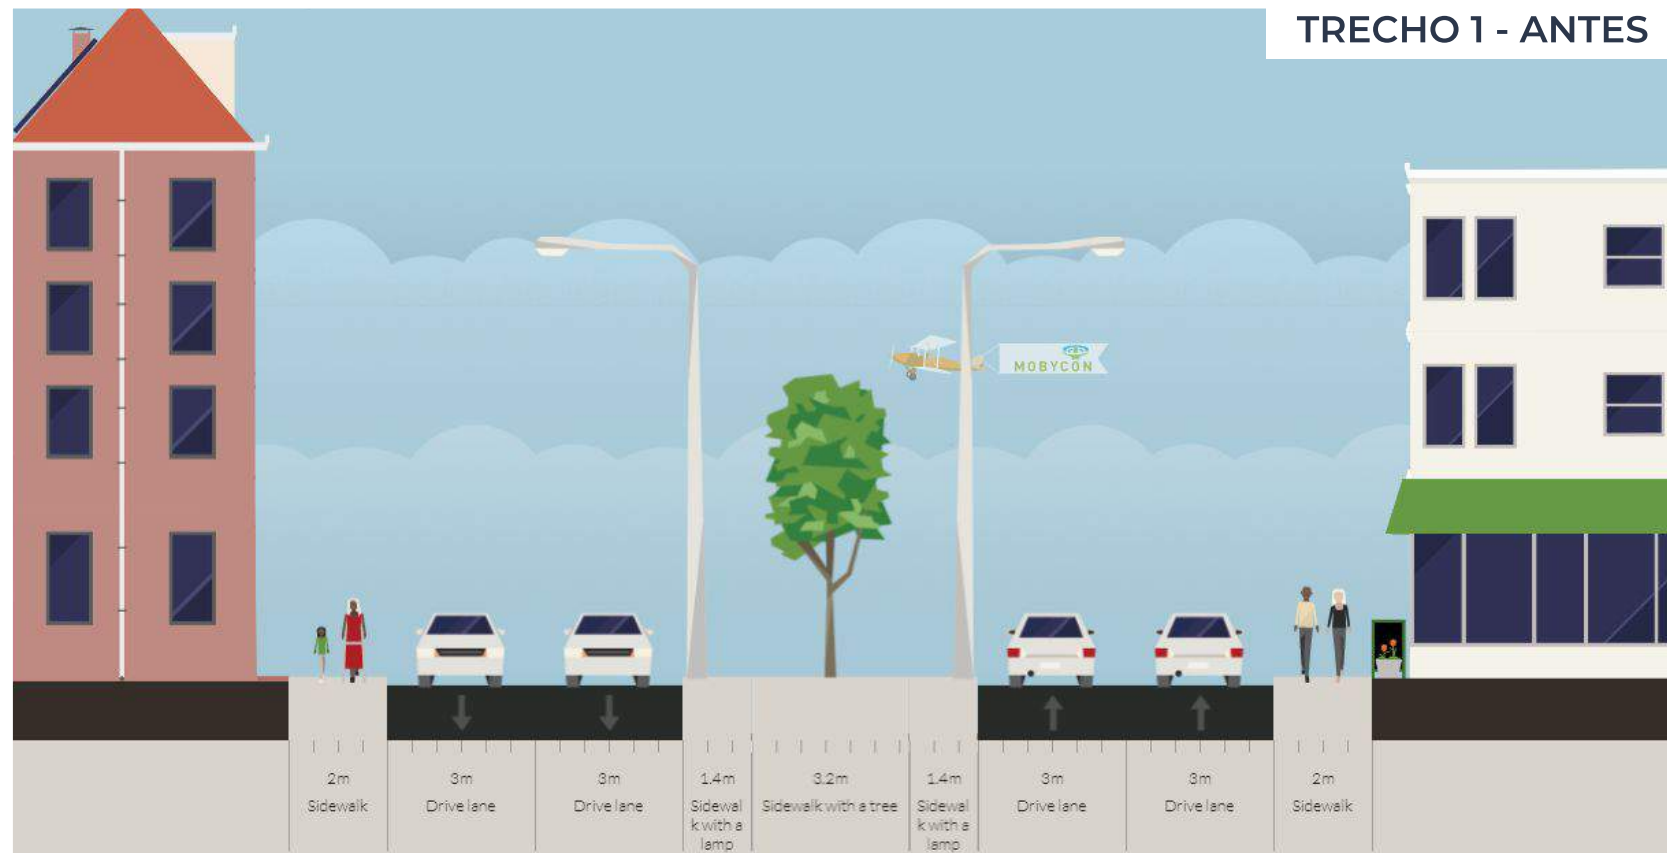 TRECHO 1 - ANTES
MOBYCON
2m
Sidewalk
3m
Drive lane
3m
Drive lane
1.4m
Sidewal
k with a
lamp
3.2m
Sidewalk with a tree
1.4m
Sidewal
k with a
lamp
3m
Drive lane
3m
Drive lane
2m
Sidewalk